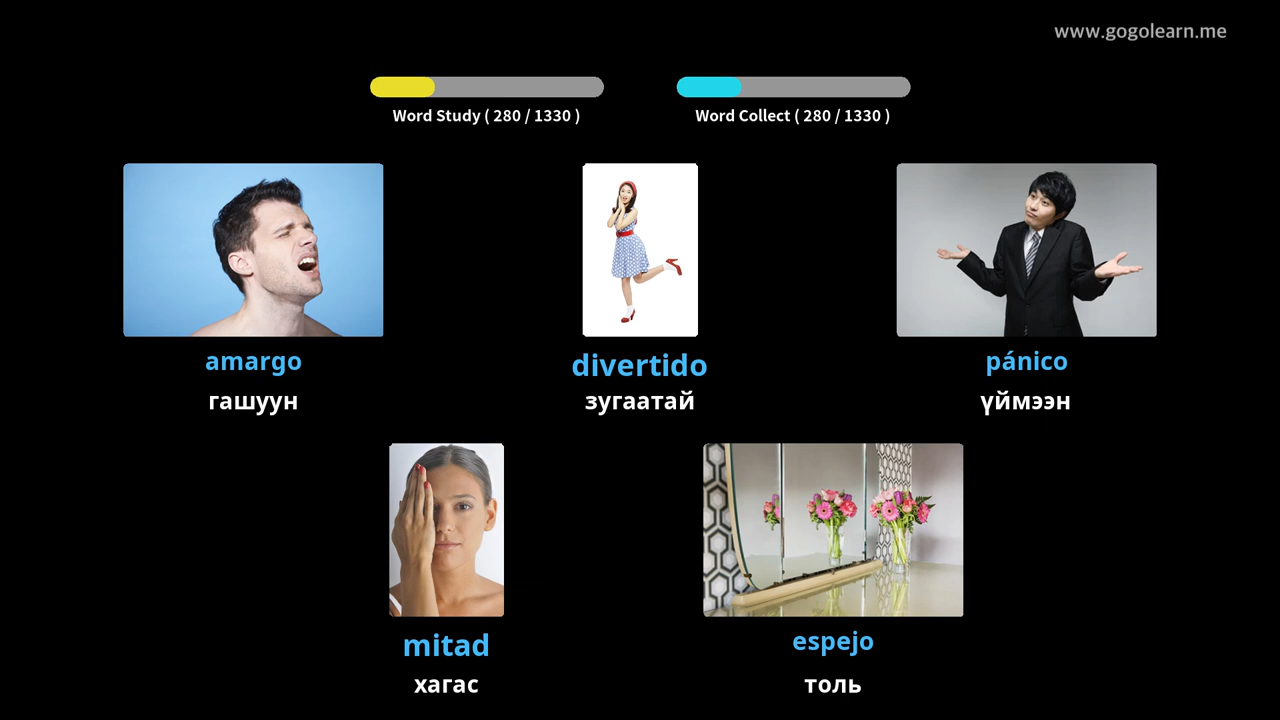 www.gogolearn.me
Word Study ( 280 / 1330 )
Word Collect ( 280 / 1330 )
amargo
гашуун
divertido
зугаатай
pánico
үймээн
mitad
хагас
espejo
толь